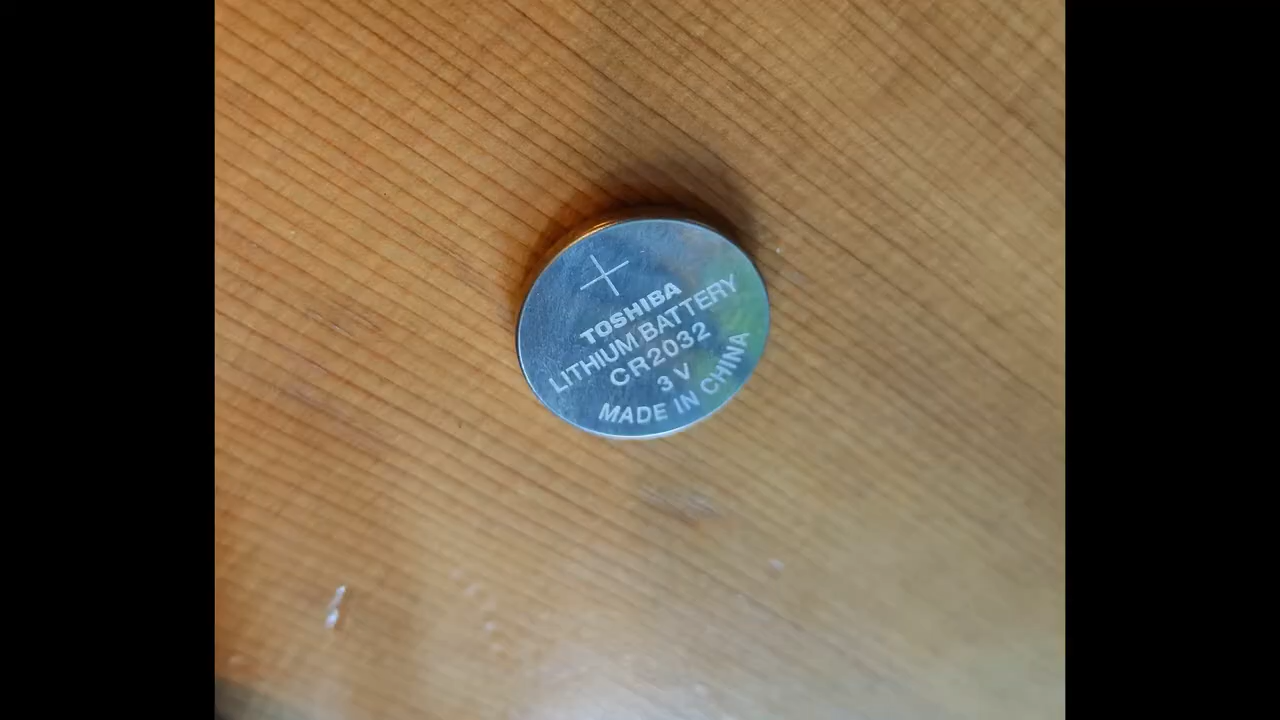 +
TOSHIBA
LITHIUM BATTERY
CR2032
3 V
MADE IN CHINA